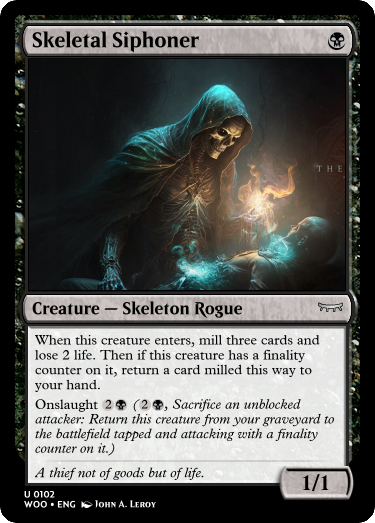 Skeletal Siphoner
THE
Creature — Skeleton Rogue
When this creature enters, mill three cards and
lose 2 life. Then if this creature has a finality
counter on it, return a card milled this way to
your hand.
Onslaught 2 (2, Sacrifice an unblocked
attacker: Return this creature from your graveyard to
the battlefield tapped and attacking with a finality
counter on it.)
A thief not of goods but of life.
1/1
U 0102
WOO • ENG John A. Leroy